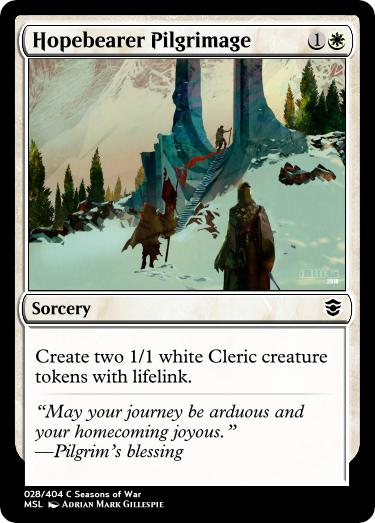 Hopebearer Pilgrimage 1
Sorcery
Create two 1/1 white Cleric creature
tokens with lifelink.
“May your journey be arduous and
your homecoming joyous.”
—Pilgrim’s blessing
028/404 C Seasons of War
MSL Adrian Mark Gillespie